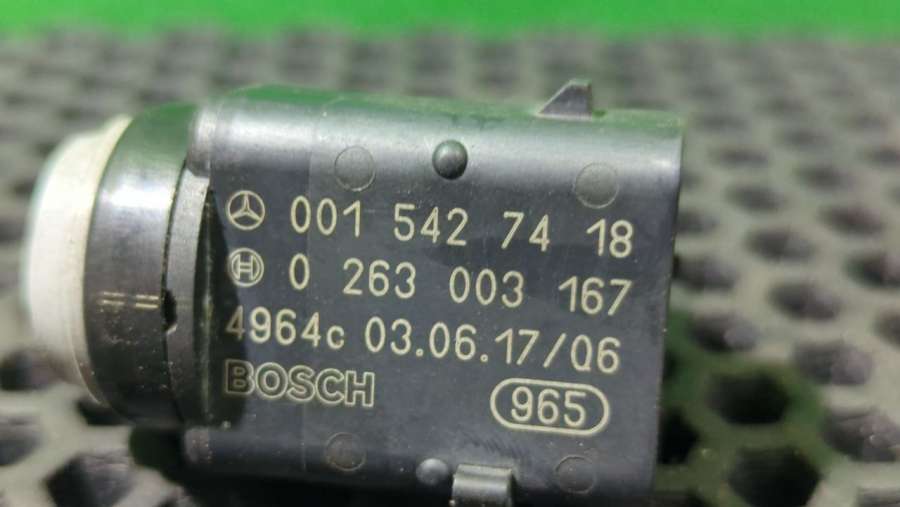 001 542 74 18
0 263 003 167
4964c 03.06.17/06
BOSCH 965